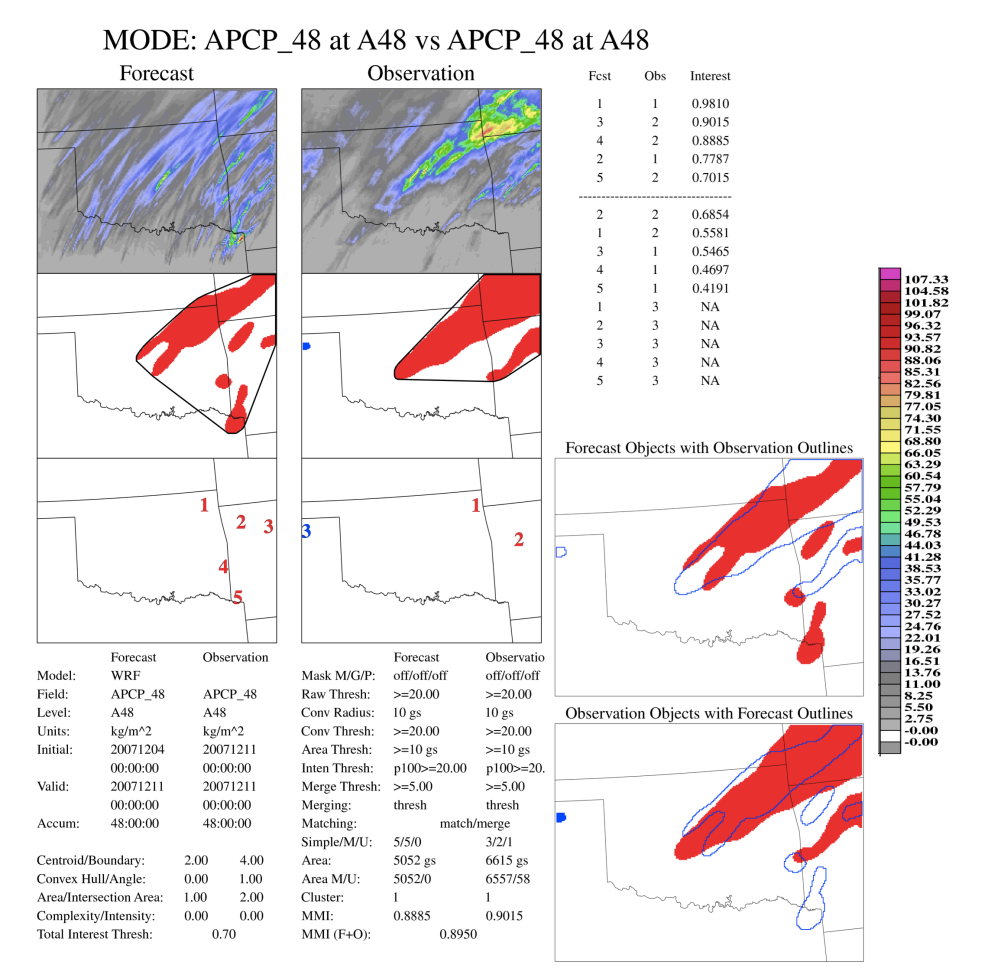 MODE: APCP_48 at A48 vs APCP_48 at A48
Forecast Observation
Fcst Obs Interest
1 1 0.9810
3 2 0.9015
4 2 0.8885
2 1 0.7787
5 2 0.7015
------------------------------------------------
2 2 0.6854
1 2 0.5581
3 1 0.5465
4 1 0.4697
5 1 0.4191
1 3 NA
2 3 NA
3 3 NA
4 3 NA
5 3 NA
1
2
3
4
5
1
2
3
Forecast Objects with Observation Outlines
Observation Objects with Forecast Outlines
107.33
104.58
101.82
99.07
96.32
93.57
90.82
88.06
85.31
82.56
79.81
77.05
74.30
71.55
68.80
66.05
63.29
60.54
57.79
55.04
52.29
49.53
46.78
44.03
41.28
38.53
35.77
33.02
30.27
27.52
24.76
22.01
19.26
16.51
13.76
11.00
8.25
5.50
2.75
-0.00
-0.00
Forecast Observation
Model: WRF
Field: APCP_48 APCP_48
Level: A48 A48
Units: kg/m^2 kg/m^2
Initial: 20071204 20071211
00:00:00 00:00:00
Valid: 20071211 20071211
00:00:00 00:00:00
Accum: 48:00:00 48:00:00
Centroid/Boundary: 2.00 4.00
Convex Hull/Angle: 0.00 1.00
Area/Intersection Area: 1.00 2.00
Complexity/Intensity: 0.00 0.00
Total Interest Thresh: 0.70
Forecast Observatio
Mask M/G/P: off/off/off off/off/off
Raw Thresh: >=20.00 >=20.00
Conv Radius: 10 gs 10 gs
Conv Thresh: >=20.00 >=20.00
Area Thresh: >=10 gs >=10 gs
Inten Thresh: p100>=20.00 p100>=20.
Merge Thresh: >=5.00 >=5.00
Merging: thresh thresh
Matching: match/merge
Simple/M/U: 5/5/0 3/2/1
Area: 5052 gs 6615 gs
Area M/U: 5052/0 6557/58
Cluster: 1 1
MMI: 0.8885 0.9015
MMI (F+O): 0.8950